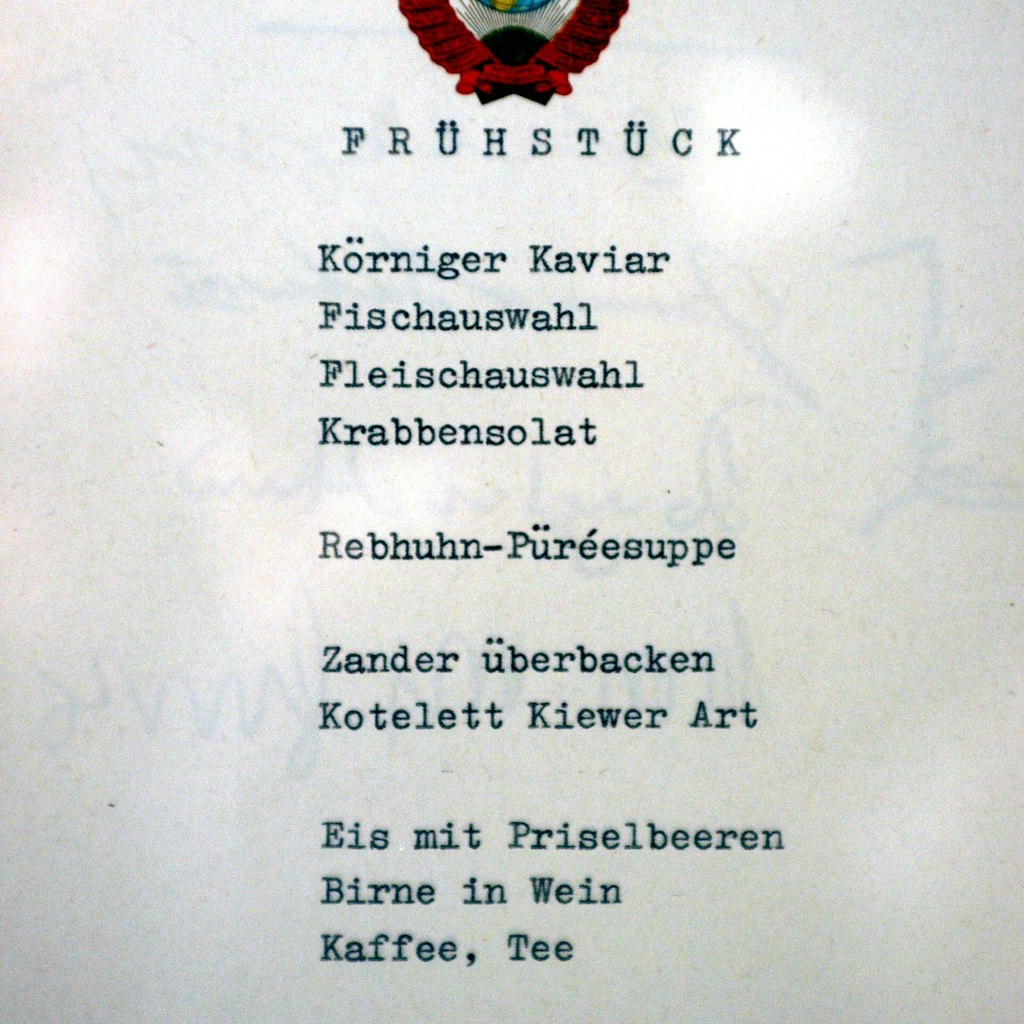 FRÜHSTÜCK
Körniger Kaviar
Fischauswahl
Fleischauswahl
Krabbensolat
Rebhuhn-Püréesuppe
Zander überbacken
Kotelett Kiewer Art
Eis mit Priselbeeren
Birne in Wein
Kaffee, Tee